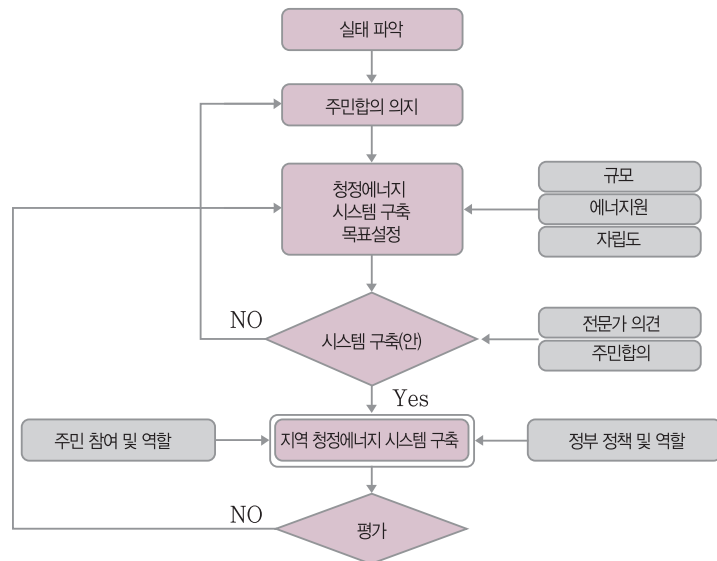 실태 파악
주민합의 의지
청정에너지
시스템 구축
목표설정
규모
에너지원
자립도
NO
시스템 구축(안)
전문가 의견
주민합의
Yes
주민 참여 및 역할
지역 청정에너지 시스템 구축
정부 정책 및 역할
NO
평가